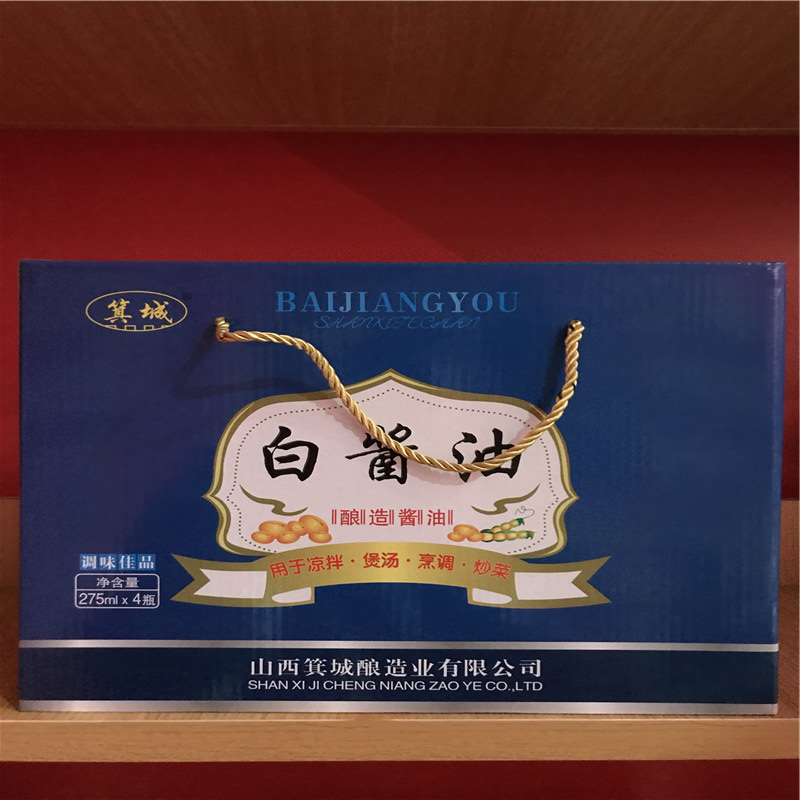 箕城
BAIJIANGYOU
白酱油
酿造酱油
用于凉拌·煲汤·烹调·炒菜
调味佳品
净含量
275ml x 4瓶
山西箕城酿造业有限公司
SHAN XI JI CHENG NIANG ZAO YE CO.,LTD